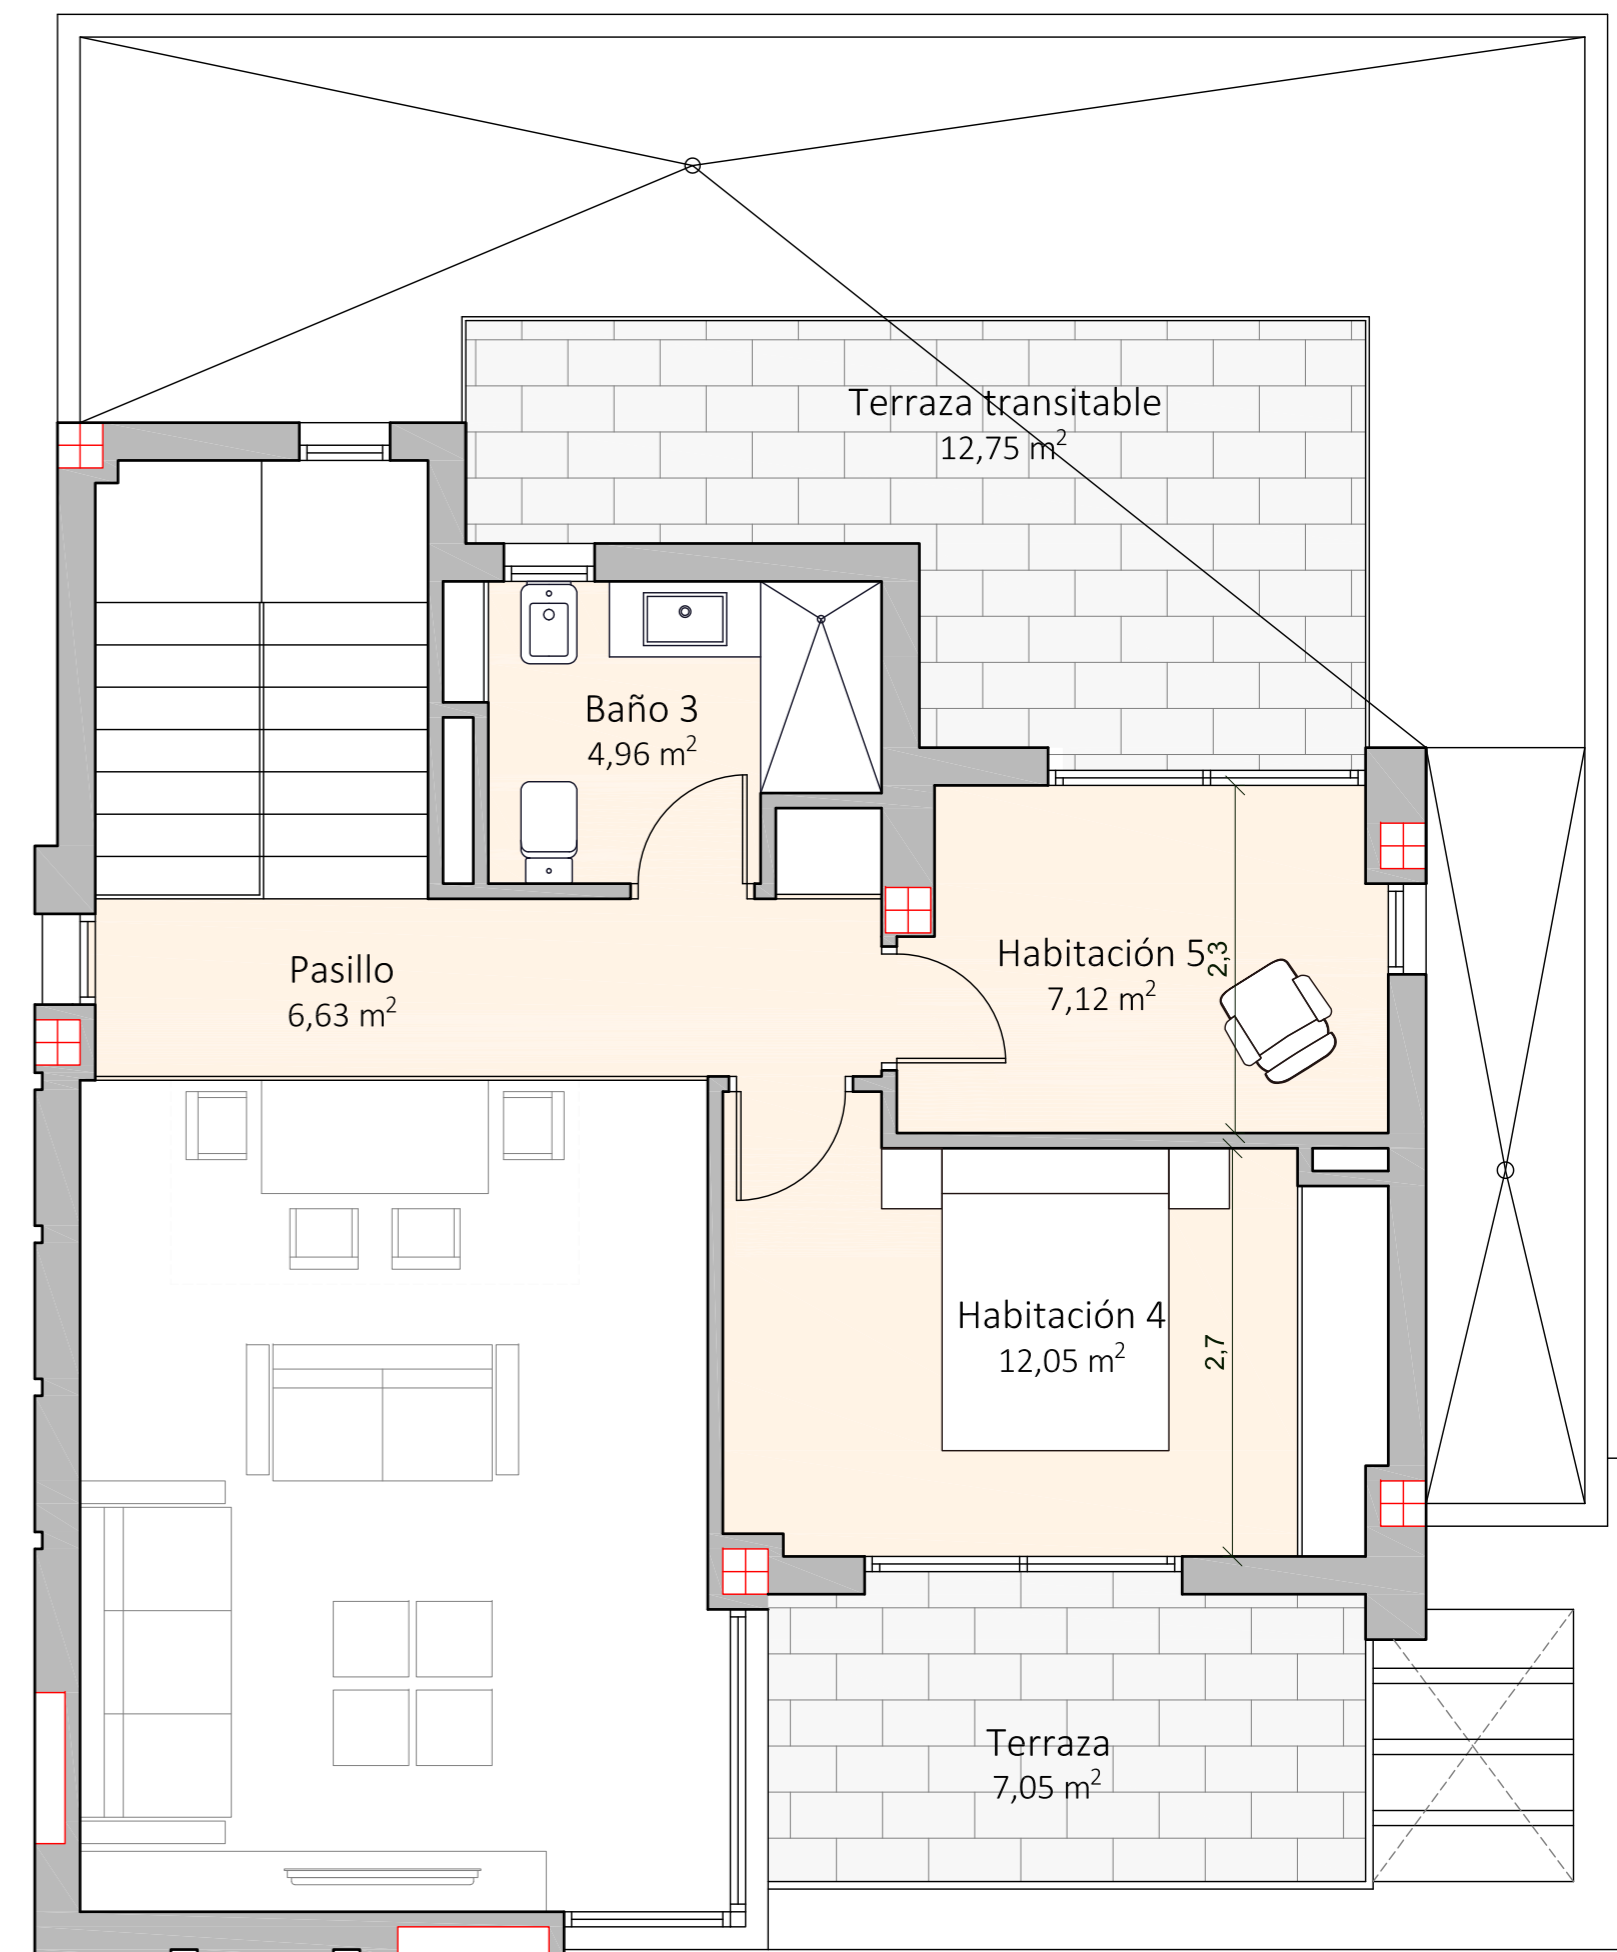 Terraza transitable
12,75 m²
Baño 3
4,96 m²
Pasillo
6,63 m²
Habitación 5
7,12 m²
2,3
Habitación 4
12,05 m²
2,7
Terraza
7,05 m²